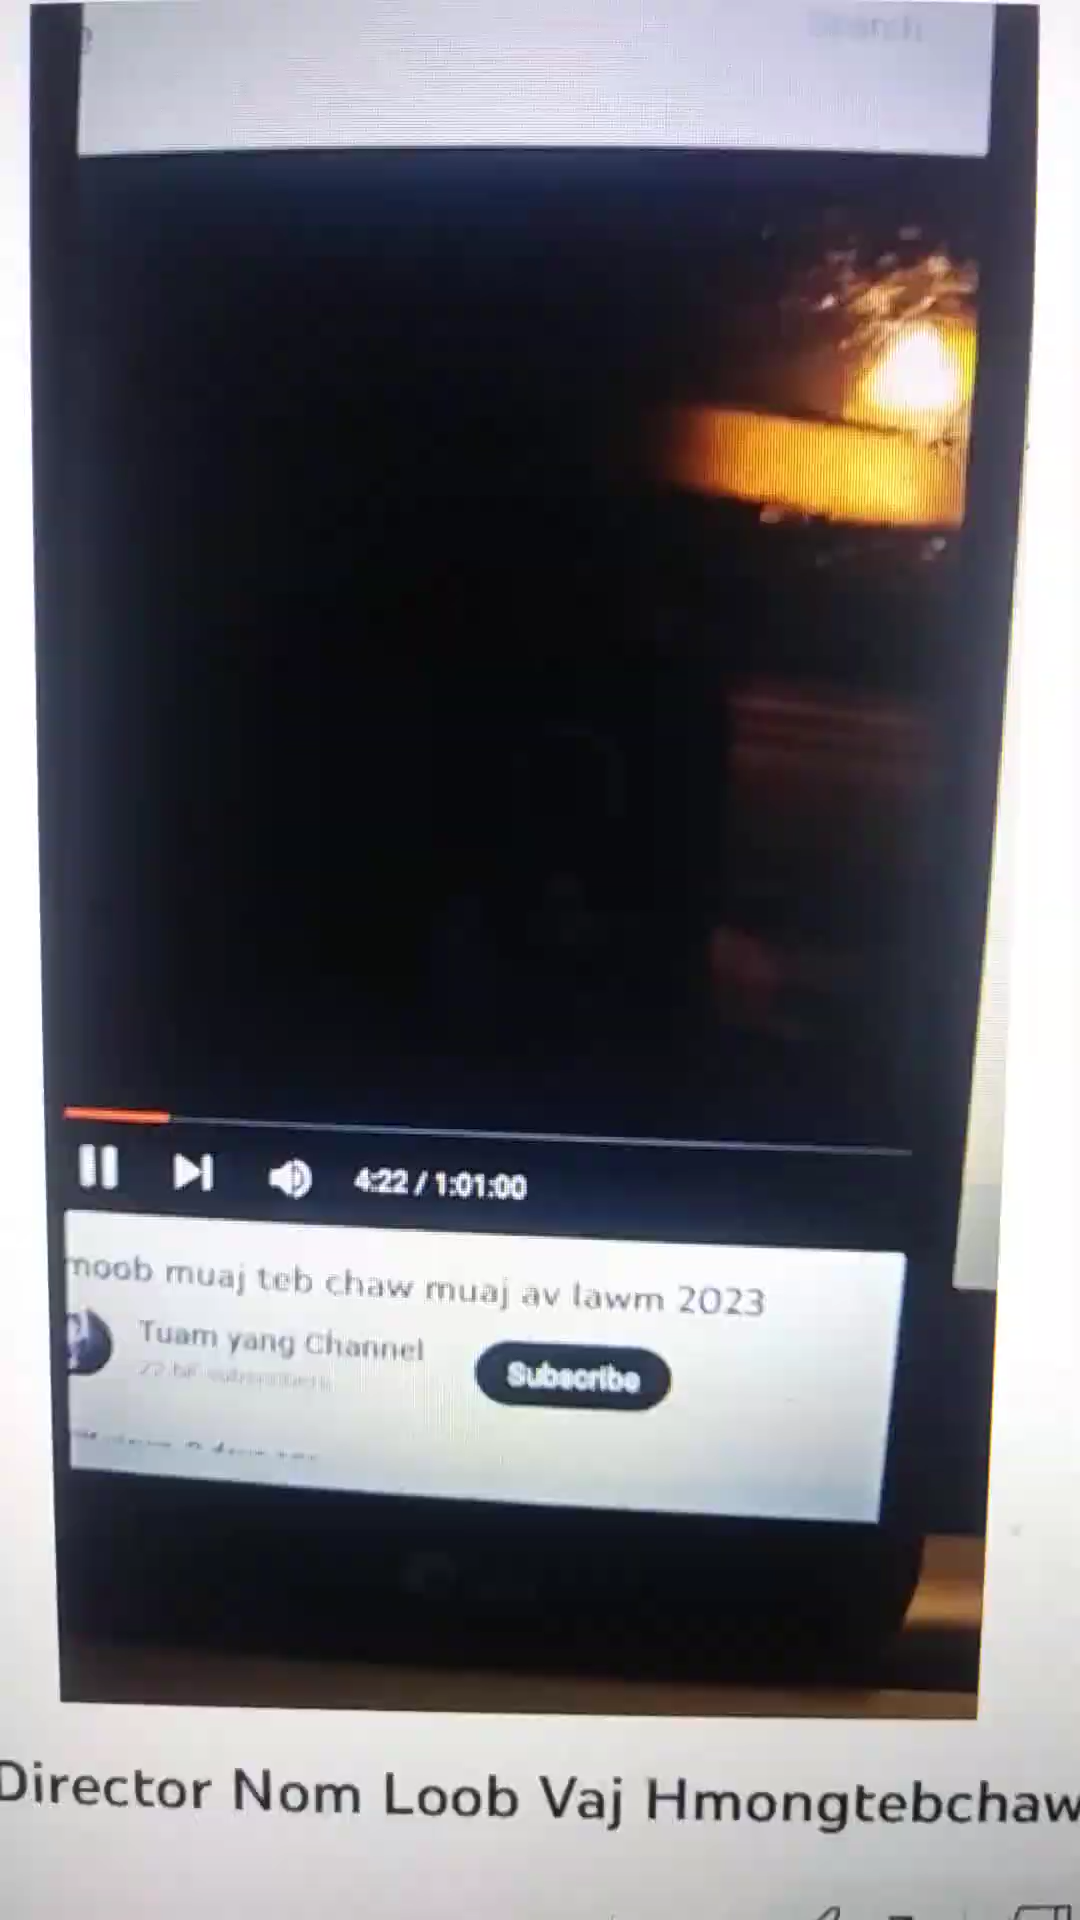 Search
4:22 / 1:01:00
moob muaj teb chaw muaj av lawm 2023
Tuam yang Channel
Subscribe
Director Nom Loob Vaj Hmongtebchaw